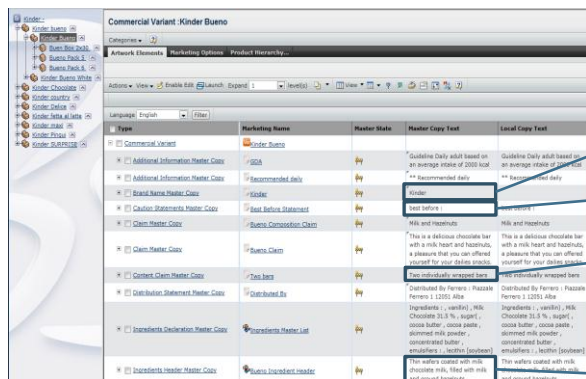 Kinder :
Kinder bueno
Kinder Bueno
Buen Box 2x30
Bueno Pack 5
Bueno Pack 8
Kinder Bueno White
Kinder Chocolate
Kinder country
Kinder Delice
Kinder fetta al latte
Kinder maxi
Kinder Pingui
Kinder SURPRISE
Commercial Variant :Kinder Bueno
Categories
Artwork Elements Marketing Options Product Hierarchy...
Actions View Enable Edit Launch Expand 1 level(s) View
Language English Filter
Type Marketing Name Master State Master Copy Text Local Copy Text
Commercial Variant Kinder Bueno
Additional Information Master Copy GDA Guideline Daily adult based on an average intake of 2000 kcal Guideline Daily adult based on an average intake of 2000 kcal
Additional Information Master Copy Recommended daily ** Recommended daily ** Recommended daily
Brand Name Master Copy Kinder Kinder Kinder
Caution Statements Master Copy Best Before Statement best before : best before :
Claim Master Copy Bueno Composition Claim Milk and Hazelnuts Milk and Hazelnuts
Claim Master Copy Bueno Claim This is a delicious chocolate bar with a milk heart and hazelnuts, a pleasure that you can offered yourself for your dailies snacks. This is a delicious chocolate bar with a milk heart and hazelnuts, a pleasure that you can offered yourself for your dailies snacks.
Content Claim Master Copy Two bars Two individually wrapped bars Two individually wrapped bars
Distribution Statement Master Copy Distributed By Distributed By Ferrero : Piazzale Ferrero 1 12051 Alba Distributed By Ferrero : Piazzale Ferrero 1 12051 Alba
Ingredients Declaration Master Copy Ingredients Master List Ingredients : , vanillin) , Milk Chocolate 31.5 % , sugar( , cocoa butter , cocoa paste , skimmed milk powder , concentrated butter , emulsifiers : , lecithin [soybean] Ingredients : , vanillin) , Milk Chocolate 31.5 % , sugar( , cocoa butter , cocoa paste , skimmed milk powder , concentrated butter , emulsifiers : , lecithin [soybean]
Ingredients Header Master Copy Bueno Ingredient Header Thin wafers coated with milk chocolate milk, filled with milk and ground hazelnuts Thin wafers coated with milk chocolate milk, filled with milk and ground hazelnuts